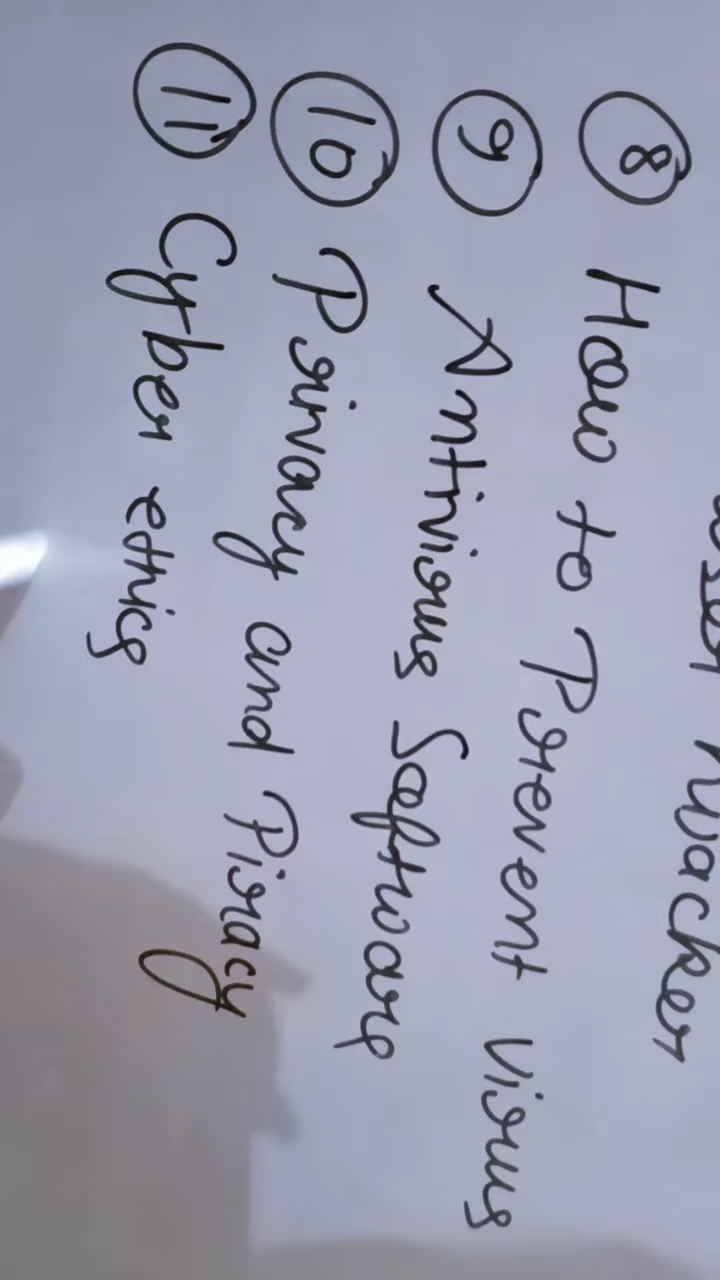 Hacker
⑧ How to Prevent Virus
⑨ Antivirus Software
⑩ Privacy and Piracy
⑪ Cyber ethics